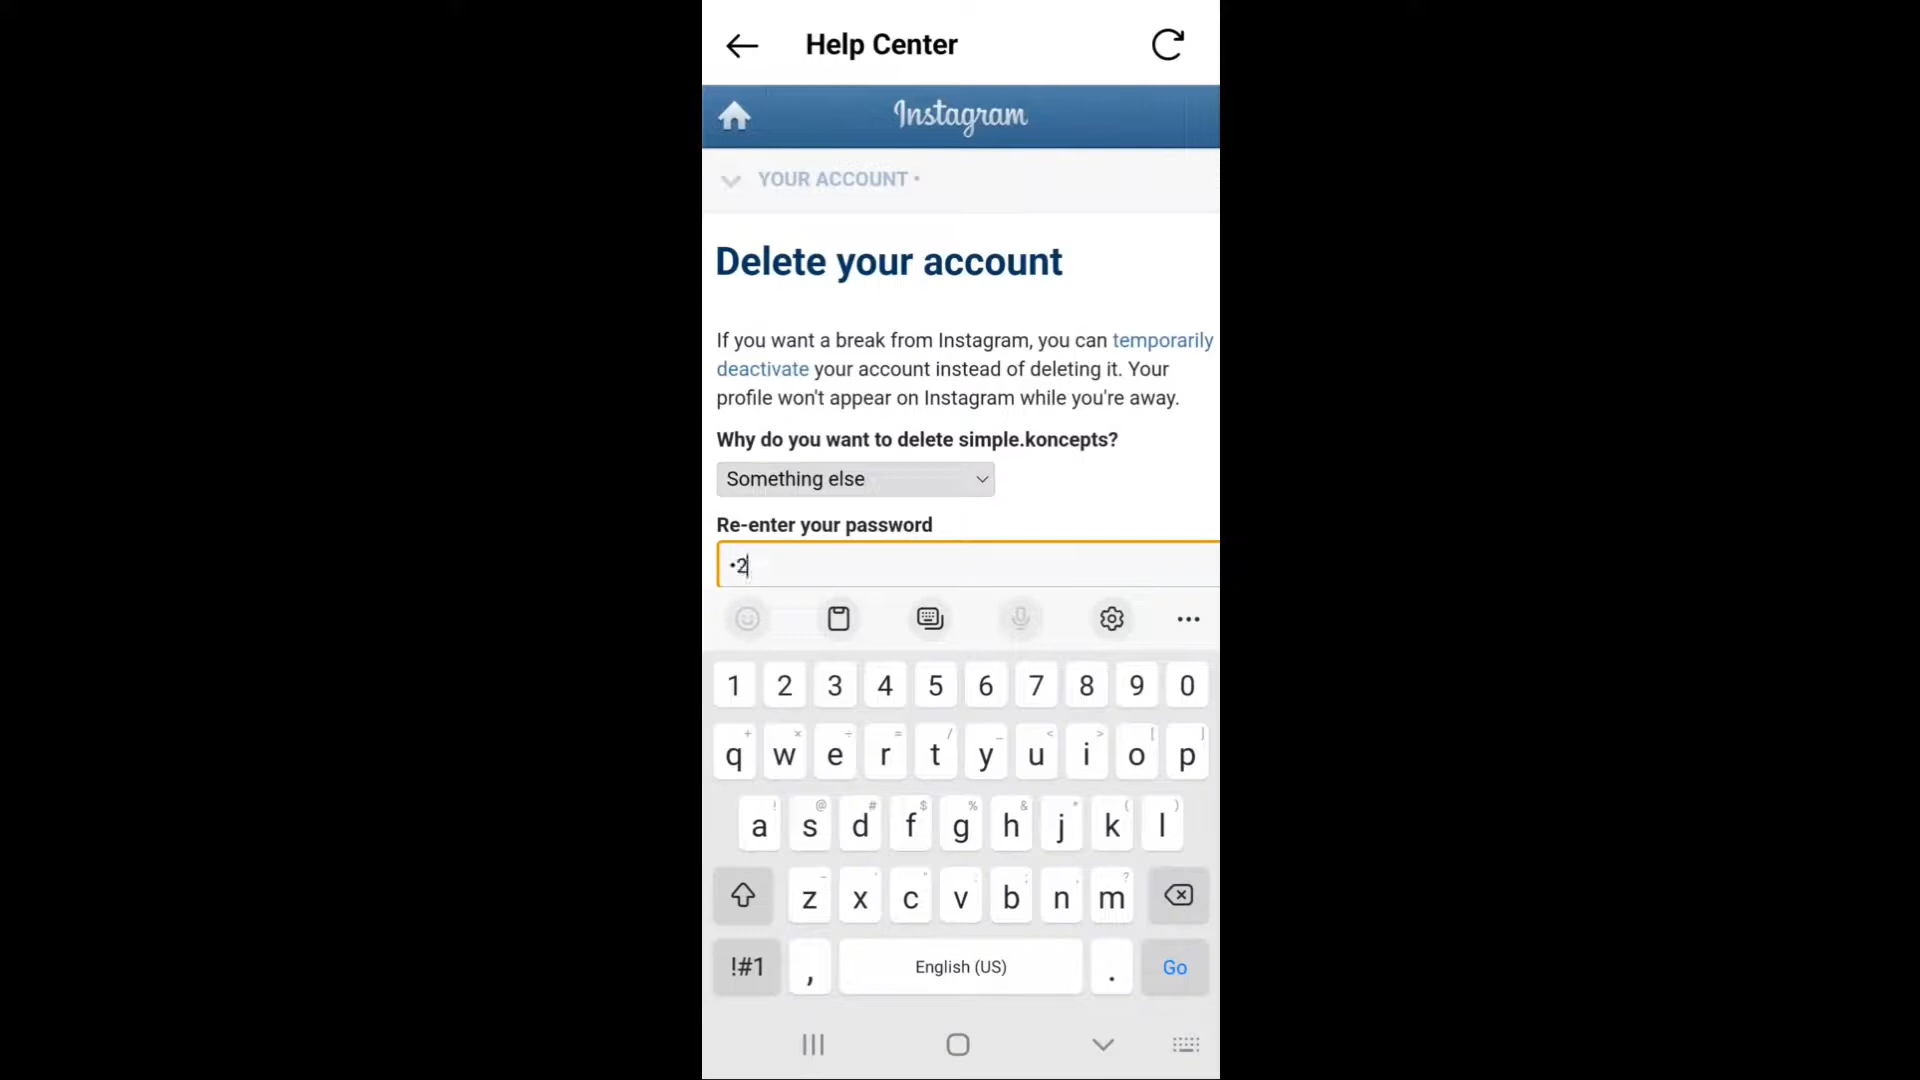 Help Center
Instagram
YOUR ACCOUNT •
Delete your account
If you want a break from Instagram, you can temporarily
deactivate your account instead of deleting it. Your
profile won't appear on Instagram while you're away.
Why do you want to delete simple.koncepts?
Something else
Re-enter your password
•2
1 2 3 4 5 6 7 8 9 0
+ × ÷ = / _ < > [ ]
q w e r t y u i o p
! @ # $ % & * ( )
a s d f g h j k l
- ' " : ; , ?
z x c v b n m
!#1 , English (US) . Go